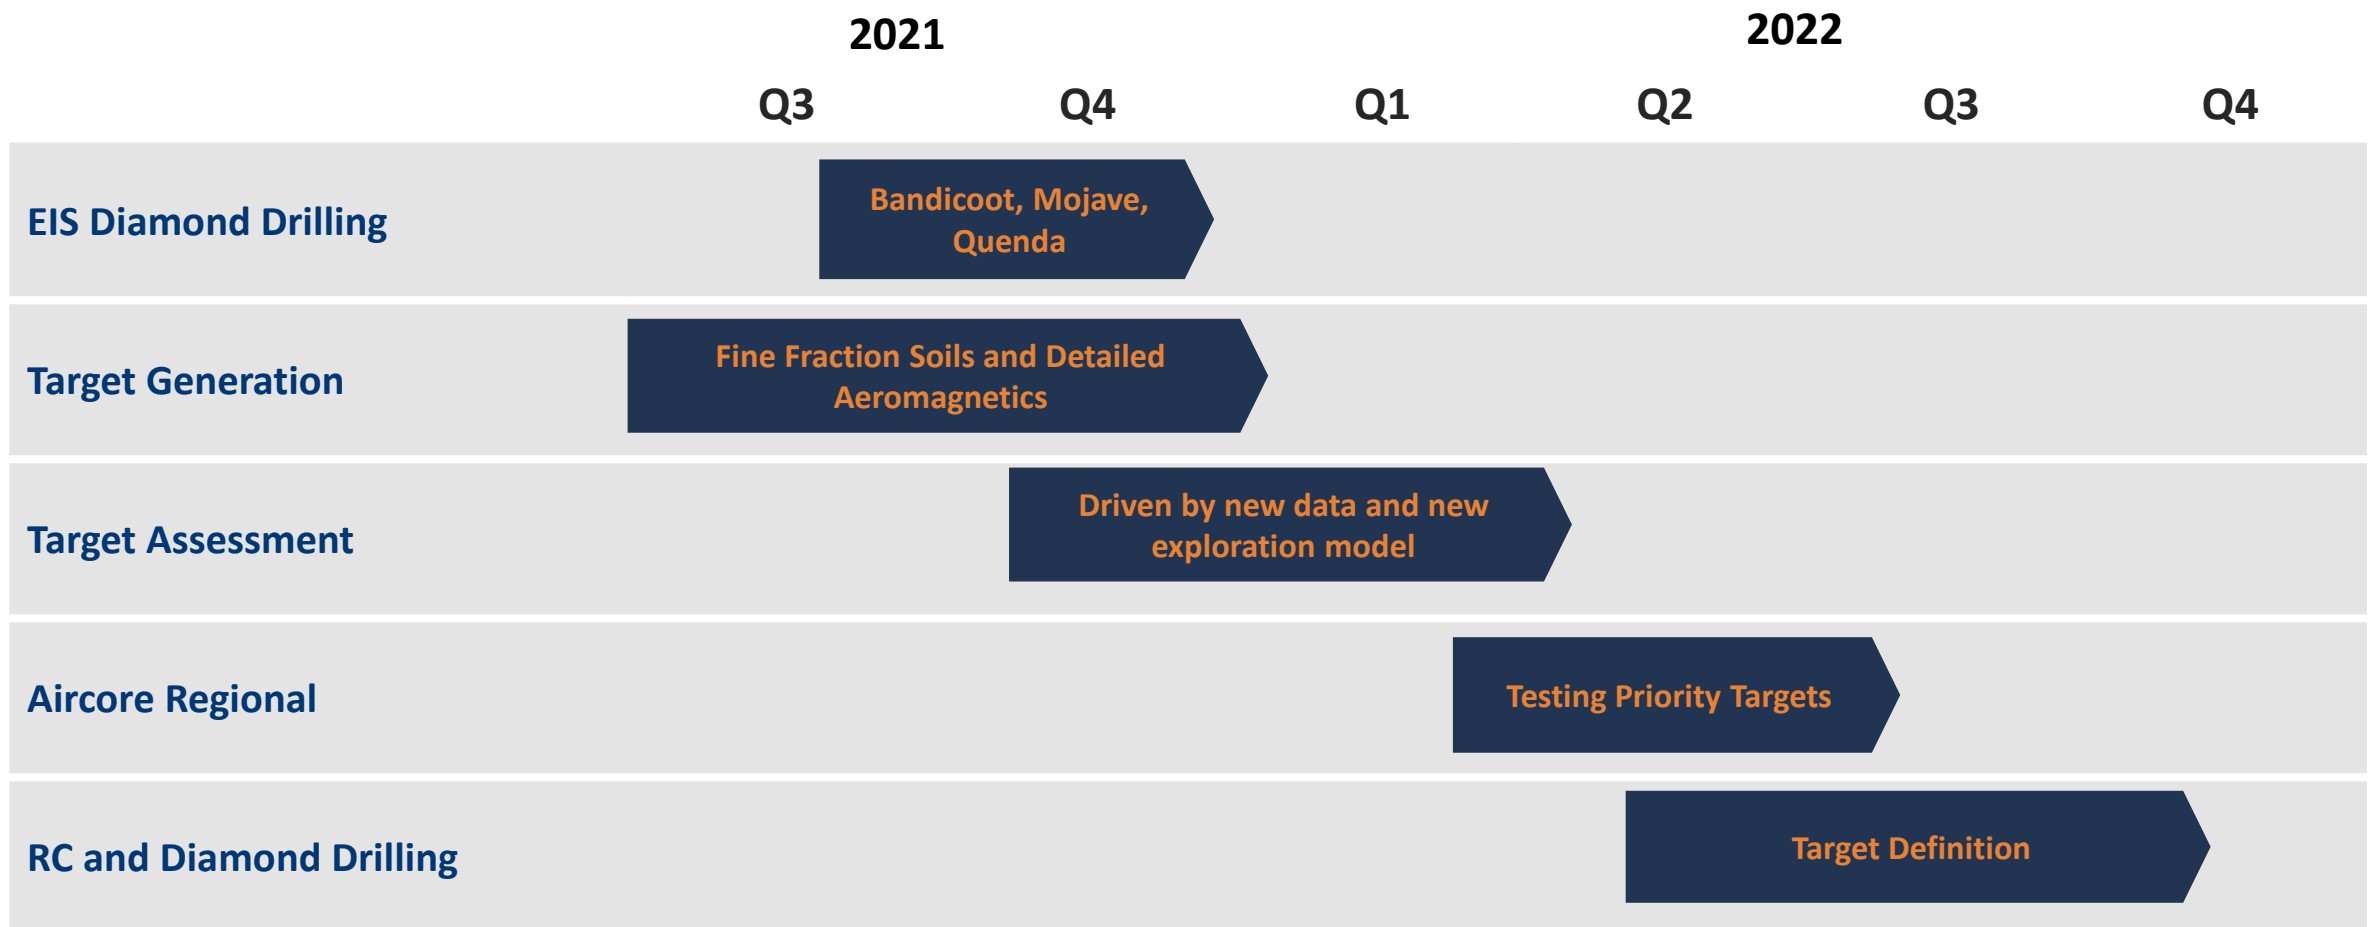 2021
2022
Q3
Q4
Q1
Q2
Q3
Q4
EIS Diamond Drilling
Bandicoot, Mojave,
Quenda
Target Generation
Fine Fraction Soils and Detailed
Aeromagnetics
Target Assessment
Driven by new data and new
exploration model
Aircore Regional
Testing Priority Targets
RC and Diamond Drilling
Target Definition